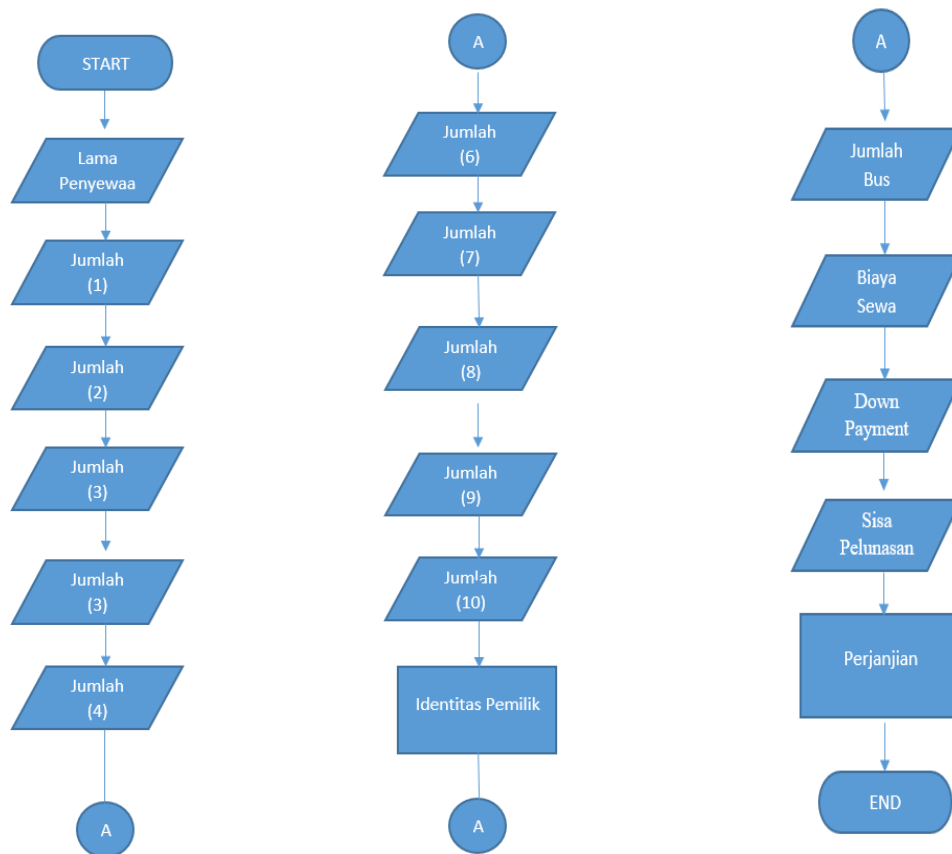 START
Lama
Penyewaa
Jumlah
(1)
Jumlah
(2)
Jumlah
(3)
Jumlah
(3)
Jumlah
(4)
A
A
Jumlah
(6)
Jumlah
(7)
Jumlah
(8)
Jumlah
(9)
Jumlah
(10)
Identitas Pemilik
A
A
Jumlah
Bus
Biaya
Sewa
Down
Payment
Sisa
Pelunasan
Perjanjian
END